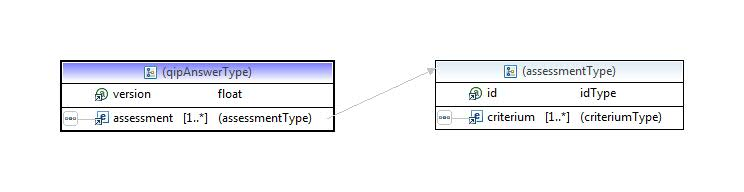 (qipAnswerType)
version float
assessment [1..*] (assessmentType)
(assessmentType)
id idType
criterium [1..*] (criteriumType)